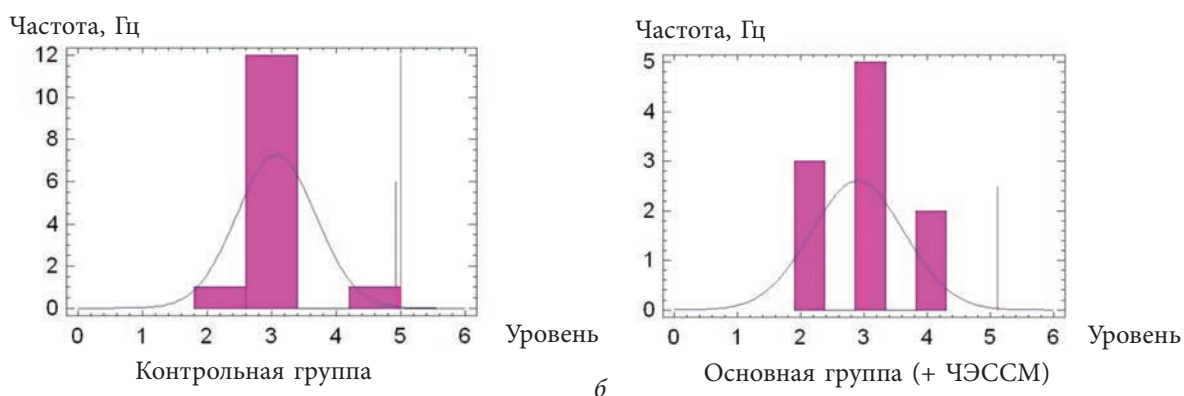 Частота, Гц
12
10
8
6
4
2
0
0 1 2 3 4 5 6
Уровень
Контрольная группа
Частота, Гц
5
4
3
2
1
0
0 1 2 3 4 5 6
Уровень
Основная группа (+ ЧЭССМ)
б